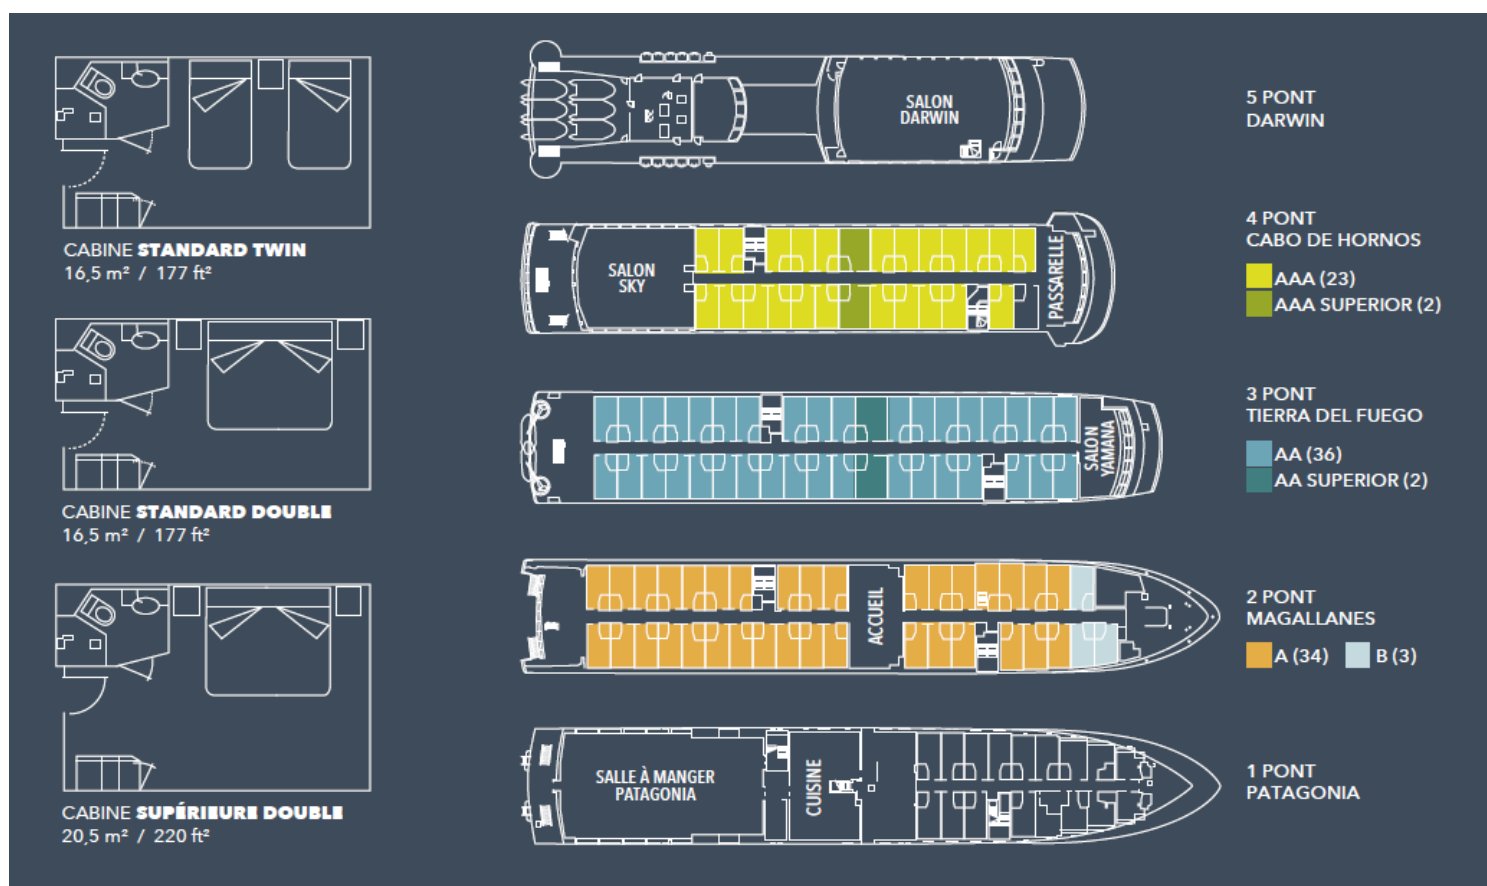 CABINE STANDARD TWIN
16,5 m² / 177 ft²
CABINE STANDARD DOUBLE
16,5 m² / 177 ft²
CABINE SUPÉRIEURE DOUBLE
20,5 m² / 220 ft²
SALON
DARWIN
5 PONT
DARWIN
SALON
SKY
PASSARELLE
4 PONT
CABO DE HORNOS
AAA (23)
AAA SUPERIOR (2)
SALON
YAMANA
3 PONT
TIERRA DEL FUEGO
AA (36)
AA SUPERIOR (2)
ACCUEIL
2 PONT
MAGALLANES
A (34) B (3)
SALLE À MANGER
PATAGONIA
CUISINE
1 PONT
PATAGONIA